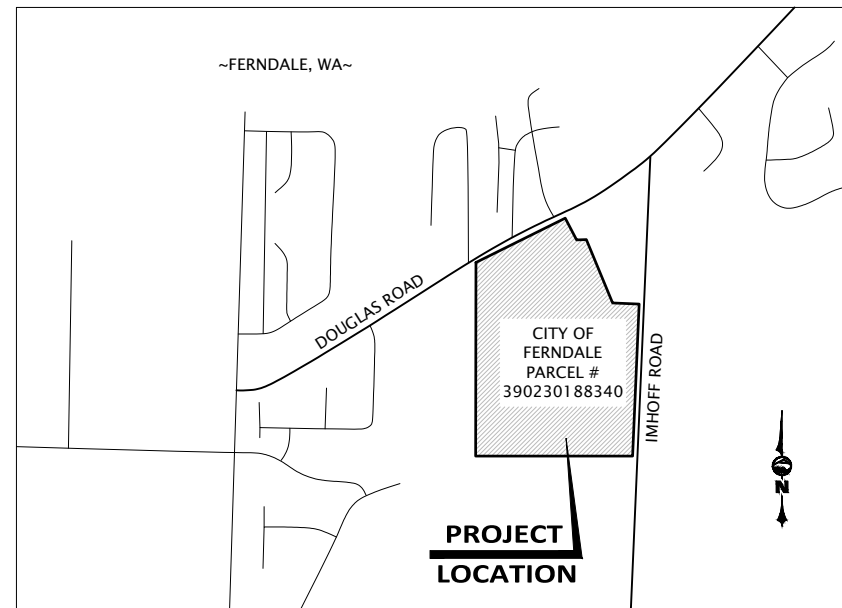 ~FERNDALE, WA~
DOUGLAS ROAD
CITY OF
FERNDALE
PARCEL #
390230188340
IMHOFF ROAD
N
PROJECT
LOCATION